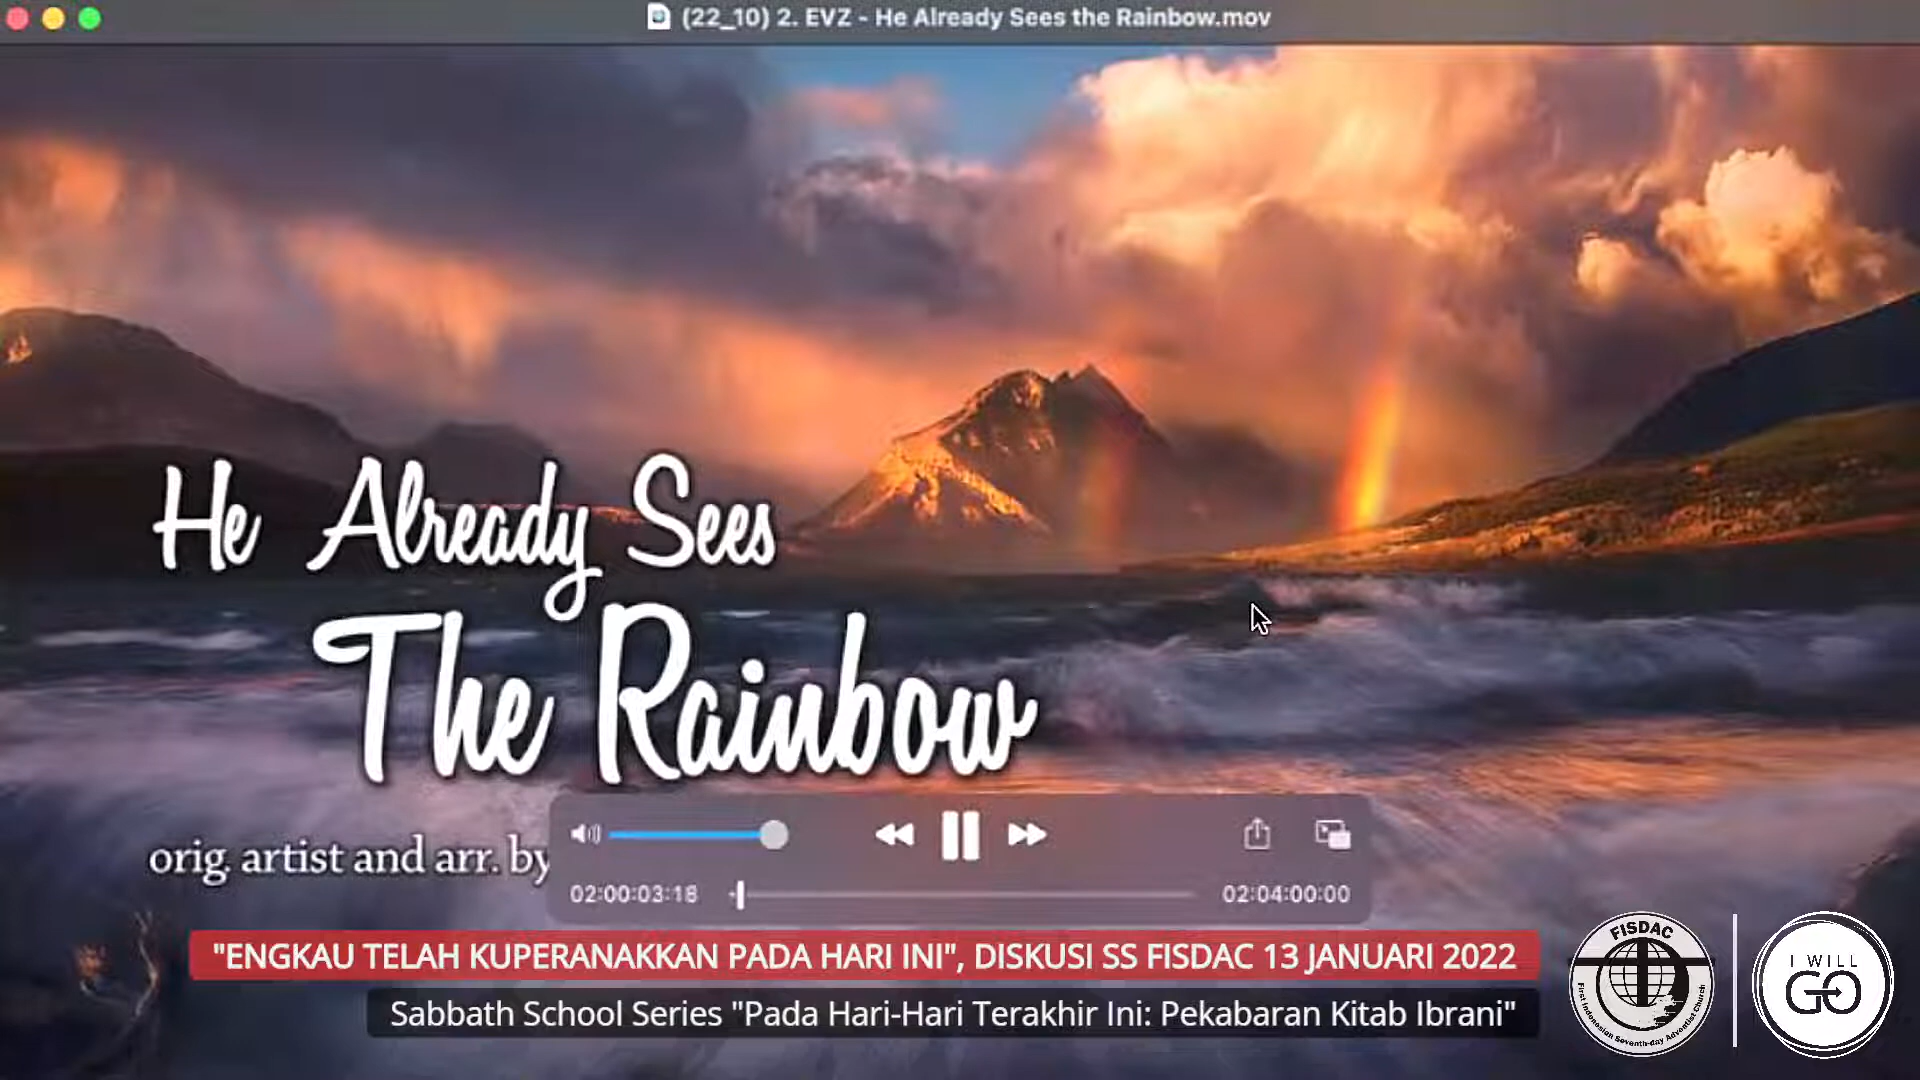 (22_10) 2. EVZ - He Already Sees the Rainbow.mov
He Already Sees
The Rainbow
orig. artist and arr. by
02:00:03:18
02:04:00:00
"ENGKAU TELAH KUPERANAKKAN PADA HARI INI", DISKUSI SS FISDAC 13 JANUARI 2022
Sabbath School Series "Pada Hari-Hari Terakhir Ini: Pekabaran Kitab Ibrani"
FISDAC
First Indonesian Seventh-day Adventist Church
I WILL
GO